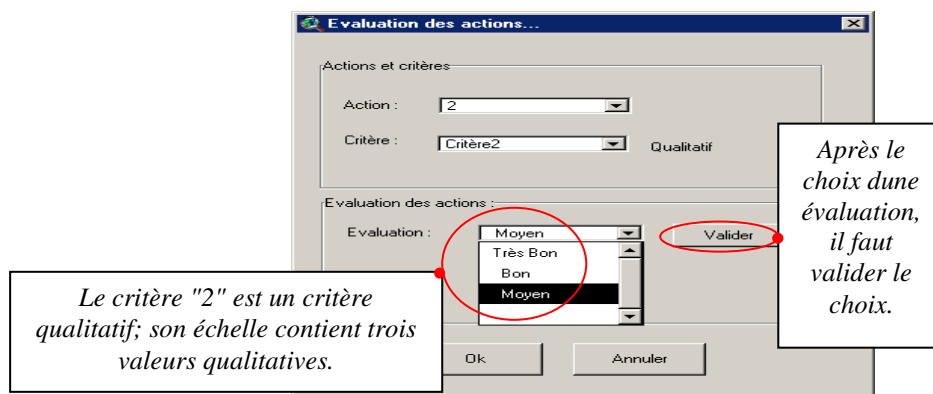 Evaluation des actions...
Actions et critères
Action : 2
Critère : Critère2 Qualitatif
Evaluation des actions :
Evaluation : Moyen Valider
Très Bon
Bon
Moyen
Ok Annuler
Après le
choix dune
évaluation,
il faut
valider le
choix.
Le critère "2" est un critère
qualitatif; son échelle contient trois
valeurs qualitatives.